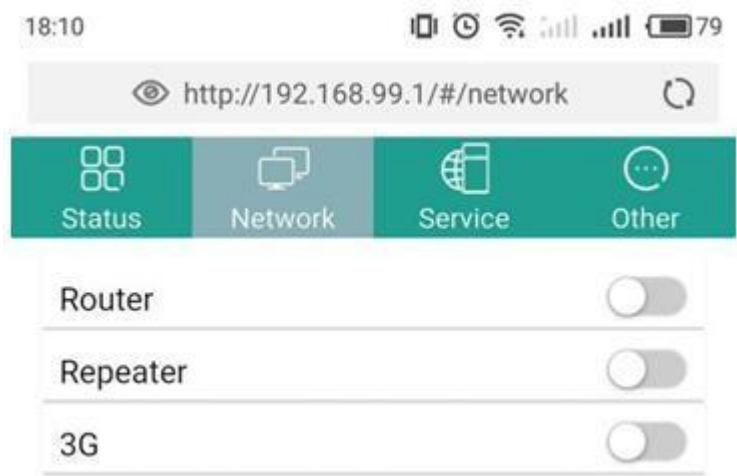 18:10 79
http://192.168.99.1/#/network
Status Network Service Other
Router
Repeater
3G